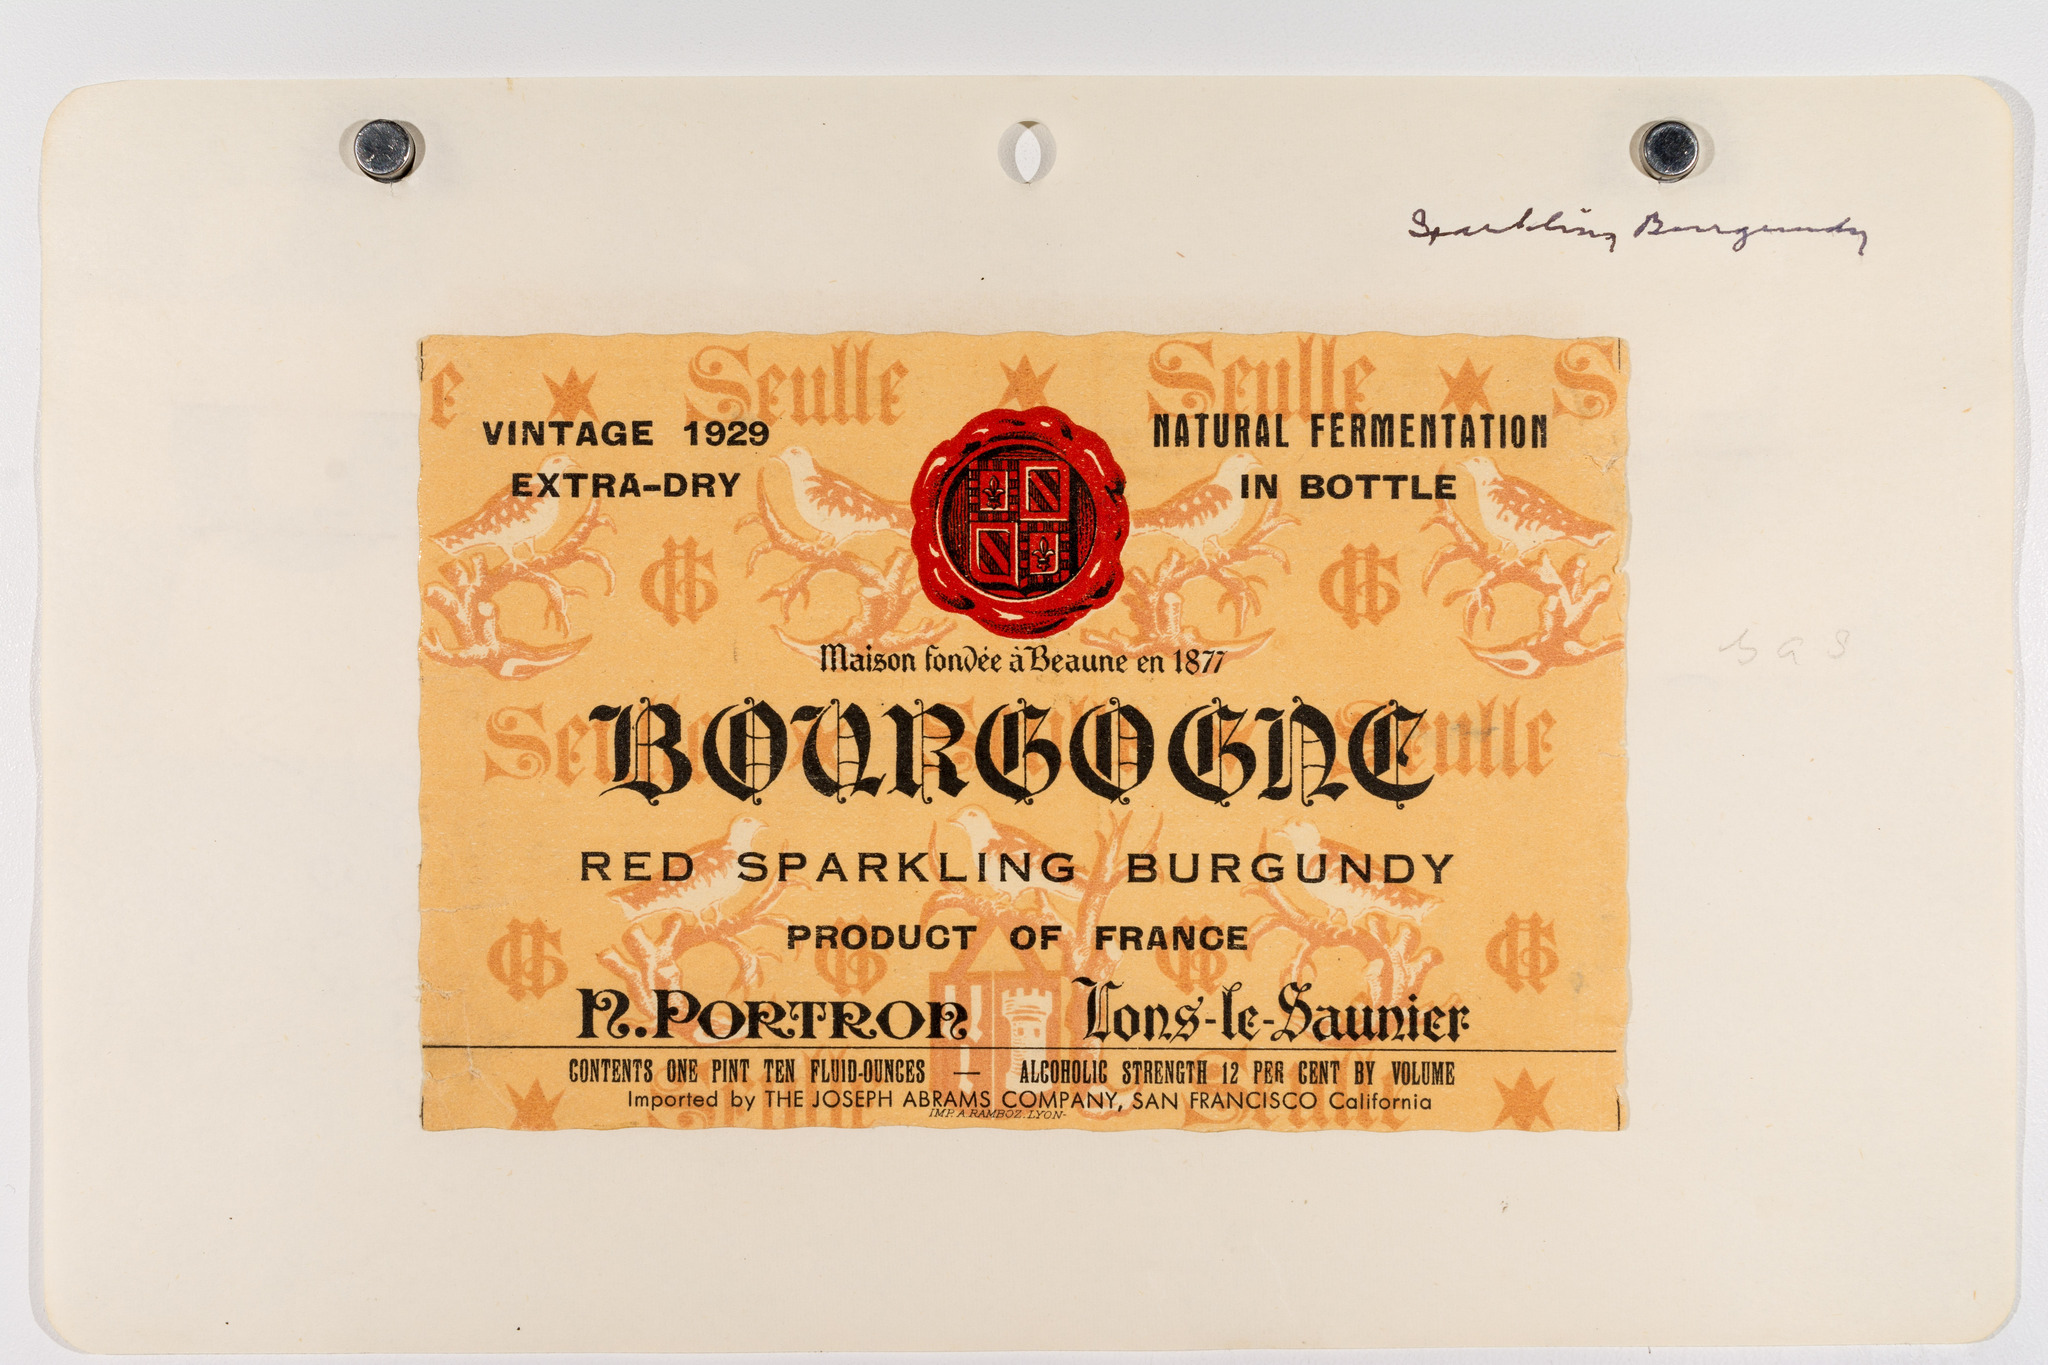 Sparkling Burgundy
Seulle Seulle
VINTAGE 1929
EXTRA-DRY
NATURAL FERMENTATION
IN BOTTLE
Maison fondée à Beaune en 1877
BOURGOGNE
RED SPARKLING BURGUNDY
PRODUCT OF FRANCE
N. PORTRON Lons-le-Saunier
CONTENTS ONE PINT TEN FLUID-OUNCES — ALCOHOLIC STRENGTH 12 PER CENT BY VOLUME
Imported by THE JOSEPH ABRAMS COMPANY, SAN FRANCISCO California
IMP. A. RAMBOZ. LYON-